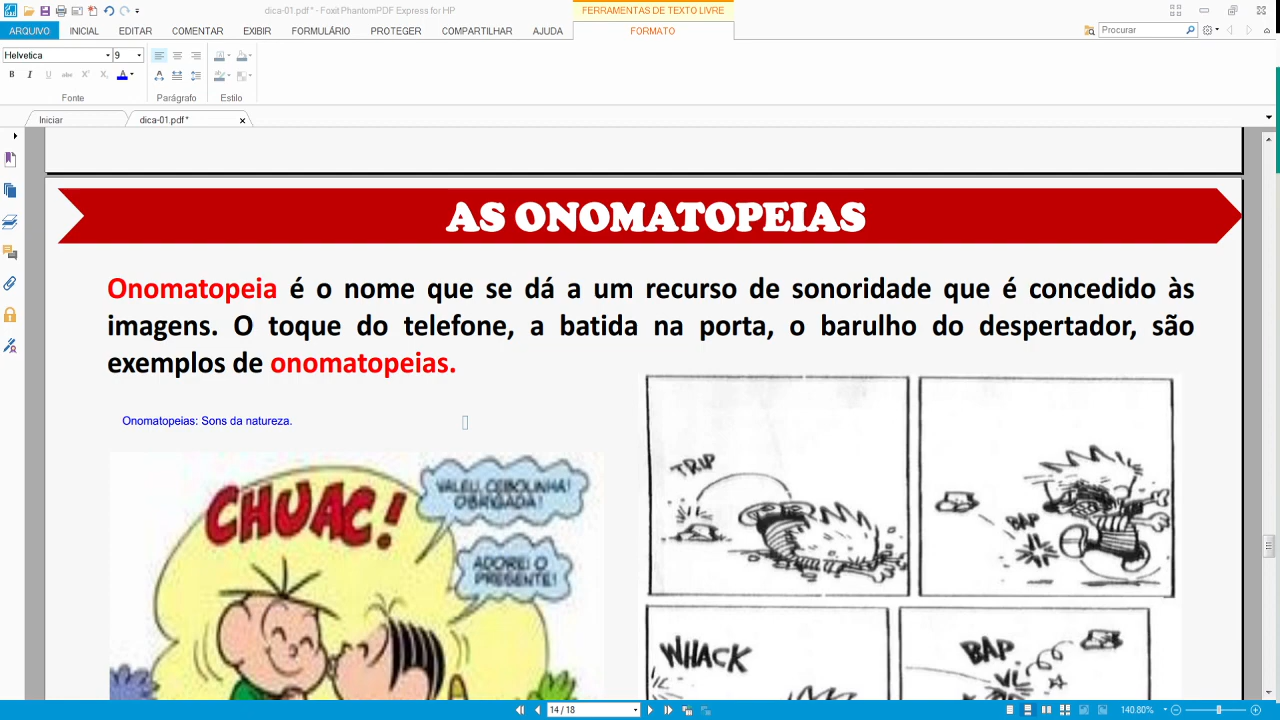 dica-01.pdf* - Foxit PhantomPDF Express for HP
FERRAMENTAS DE TEXTO LIVRE
ARQUIVO INICIAL EDITAR COMENTAR EXIBIR FORMULÁRIO PROTEGER COMPARTILHAR AJUDA FORMATO Procurar
Helvetica 9
B I U abc X² X₂ A
Fonte Parágrafo Estilo
Iniciar dica-01.pdf*
AS ONOMATOPEIAS
Onomatopeia é o nome que se dá a um recurso de sonoridade que é concedido às
imagens. O toque do telefone, a batida na porta, o barulho do despertador, são
exemplos de onomatopeias.
Onomatopeias: Sons da natureza.
CHUAC!
VALEU, CEBOLINHA!
OBRIGADA!
ADOREI O
PRESENTE!
TRIP
BAP
WHACK
BAP
14 / 18
140.80%